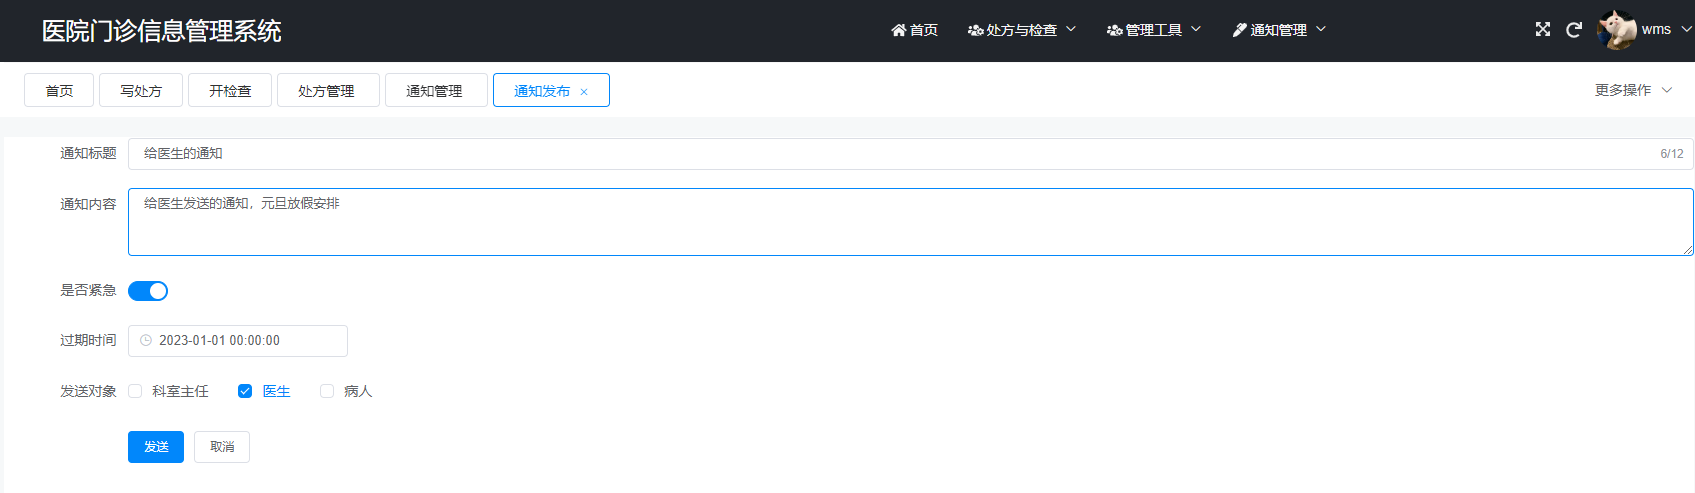 医院门诊信息管理系统 首页 处方与检查 管理工具 通知管理 wms
首页 写处方 开检查 处方管理 通知管理 通知发布 × 更多操作
通知标题 给医生的通知 6/12
通知内容 给医生发送的通知，元旦放假安排
是否紧急
过期时间 2023-01-01 00:00:00
发送对象 科室主任 医生 病人
发送 取消